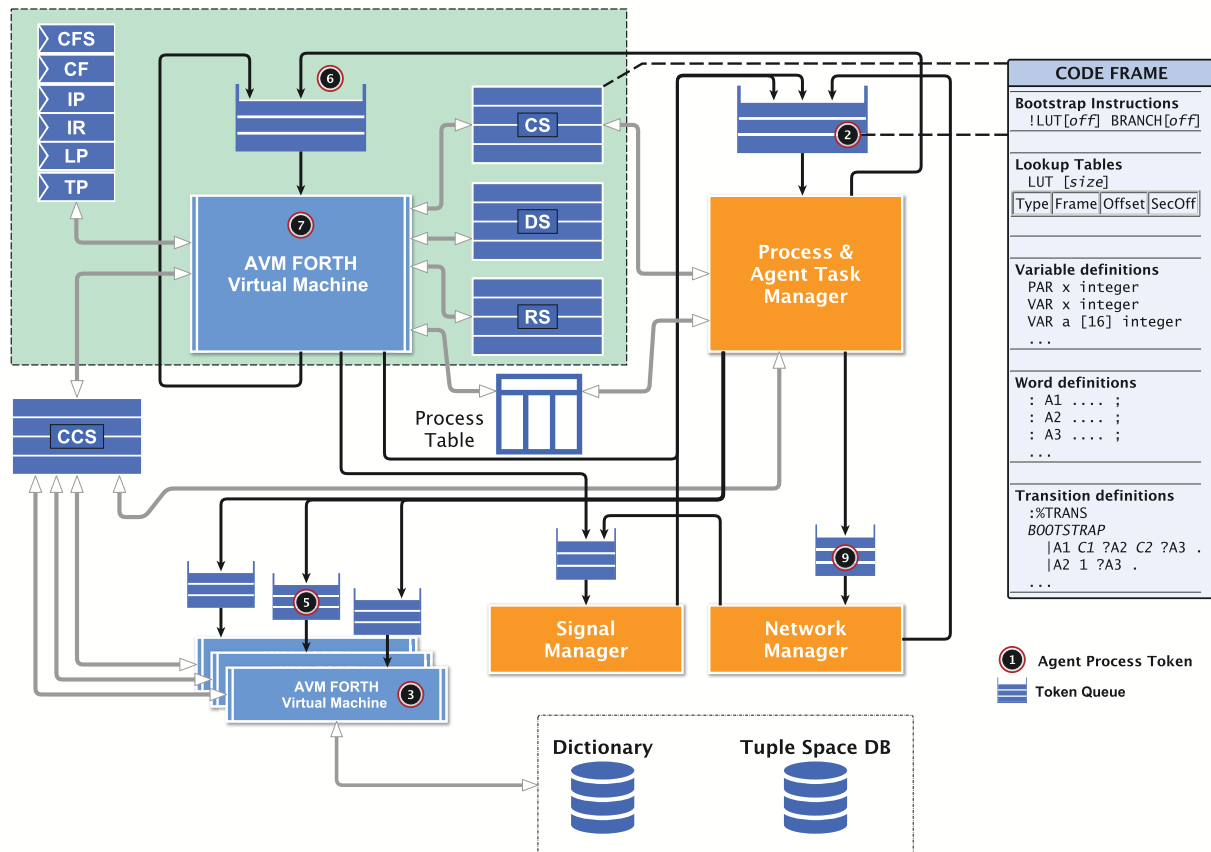 CFS
CF
IP
IR
LP
TP
6
CS
DS
RS
7
AVM FORTH
Virtual Machine
2
Process &
Agent Task
Manager
Process
Table
CCS
5
9
Signal
Manager
Network
Manager
AVM FORTH
Virtual Machine
3
Dictionary
Tuple Space DB
CODE FRAME
Bootstrap Instructions
!LUT[off] BRANCH[off]
Lookup Tables
LUT [size]
Type Frame Offset SecOff
Variable definitions
PAR x integer
VAR x integer
VAR a [16] integer
...
Word definitions
: A1 .... ;
: A2 .... ;
: A3 .... ;
...
Transition definitions
:%TRANS
BOOTSTRAP
|A1 C1 ?A2 C2 ?A3 .
|A2 1 ?A3 .
...
1 Agent Process Token
Token Queue